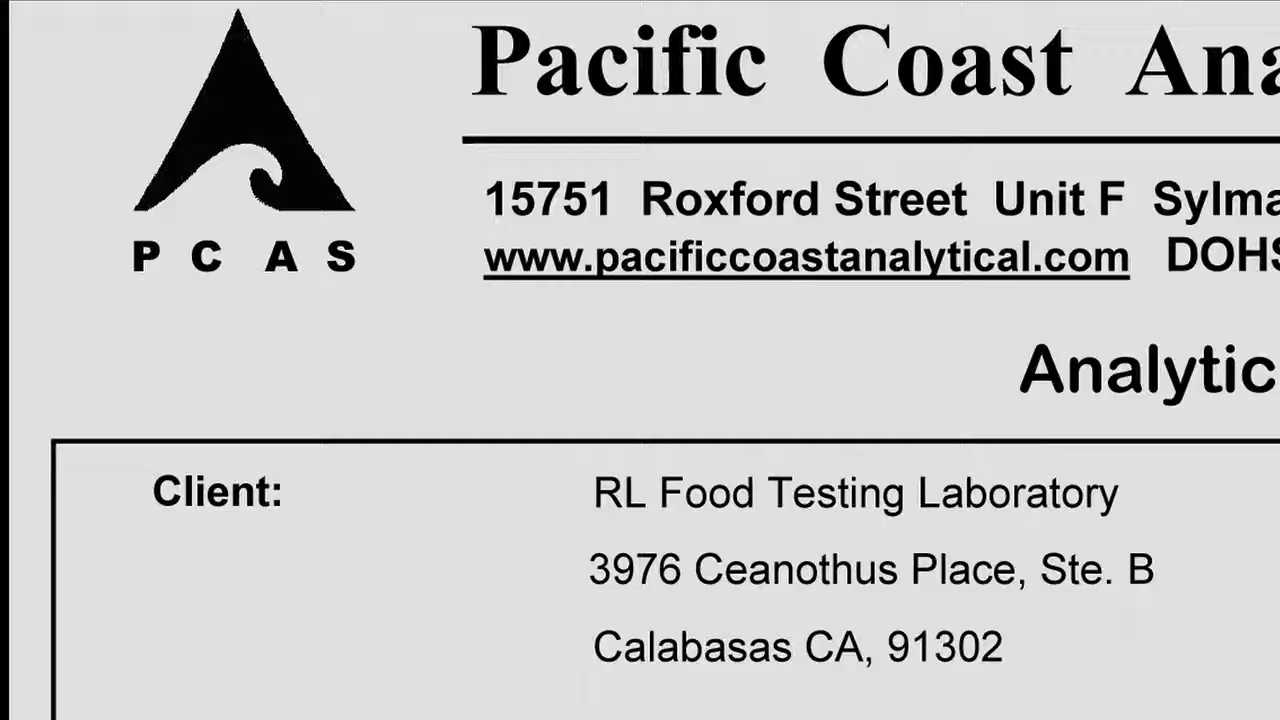 Pacific Coast Ana
15751 Roxford Street Unit F Sylma
www.pacificcoastanalytical.com DOHS
P C A S
Analytic
Client:
RL Food Testing Laboratory
3976 Ceanothus Place, Ste. B
Calabasas CA, 91302